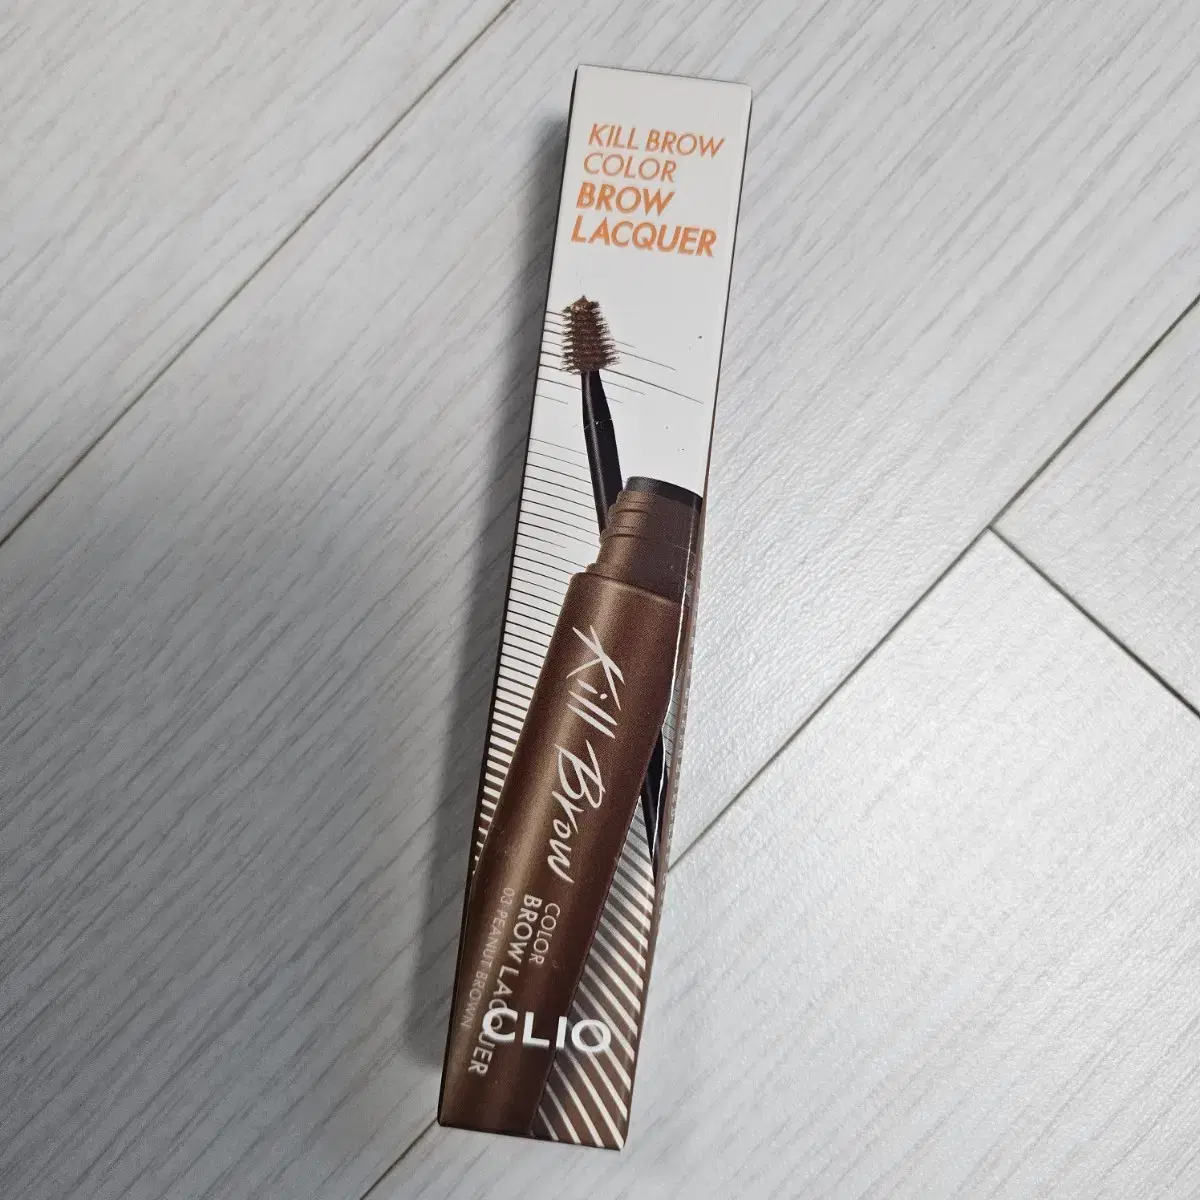 KILL BROW
COLOR
BROW
LACQUER
Kill Brow
COLOR
BROW LACQUER
03 PEANUT BROWN
CLIO